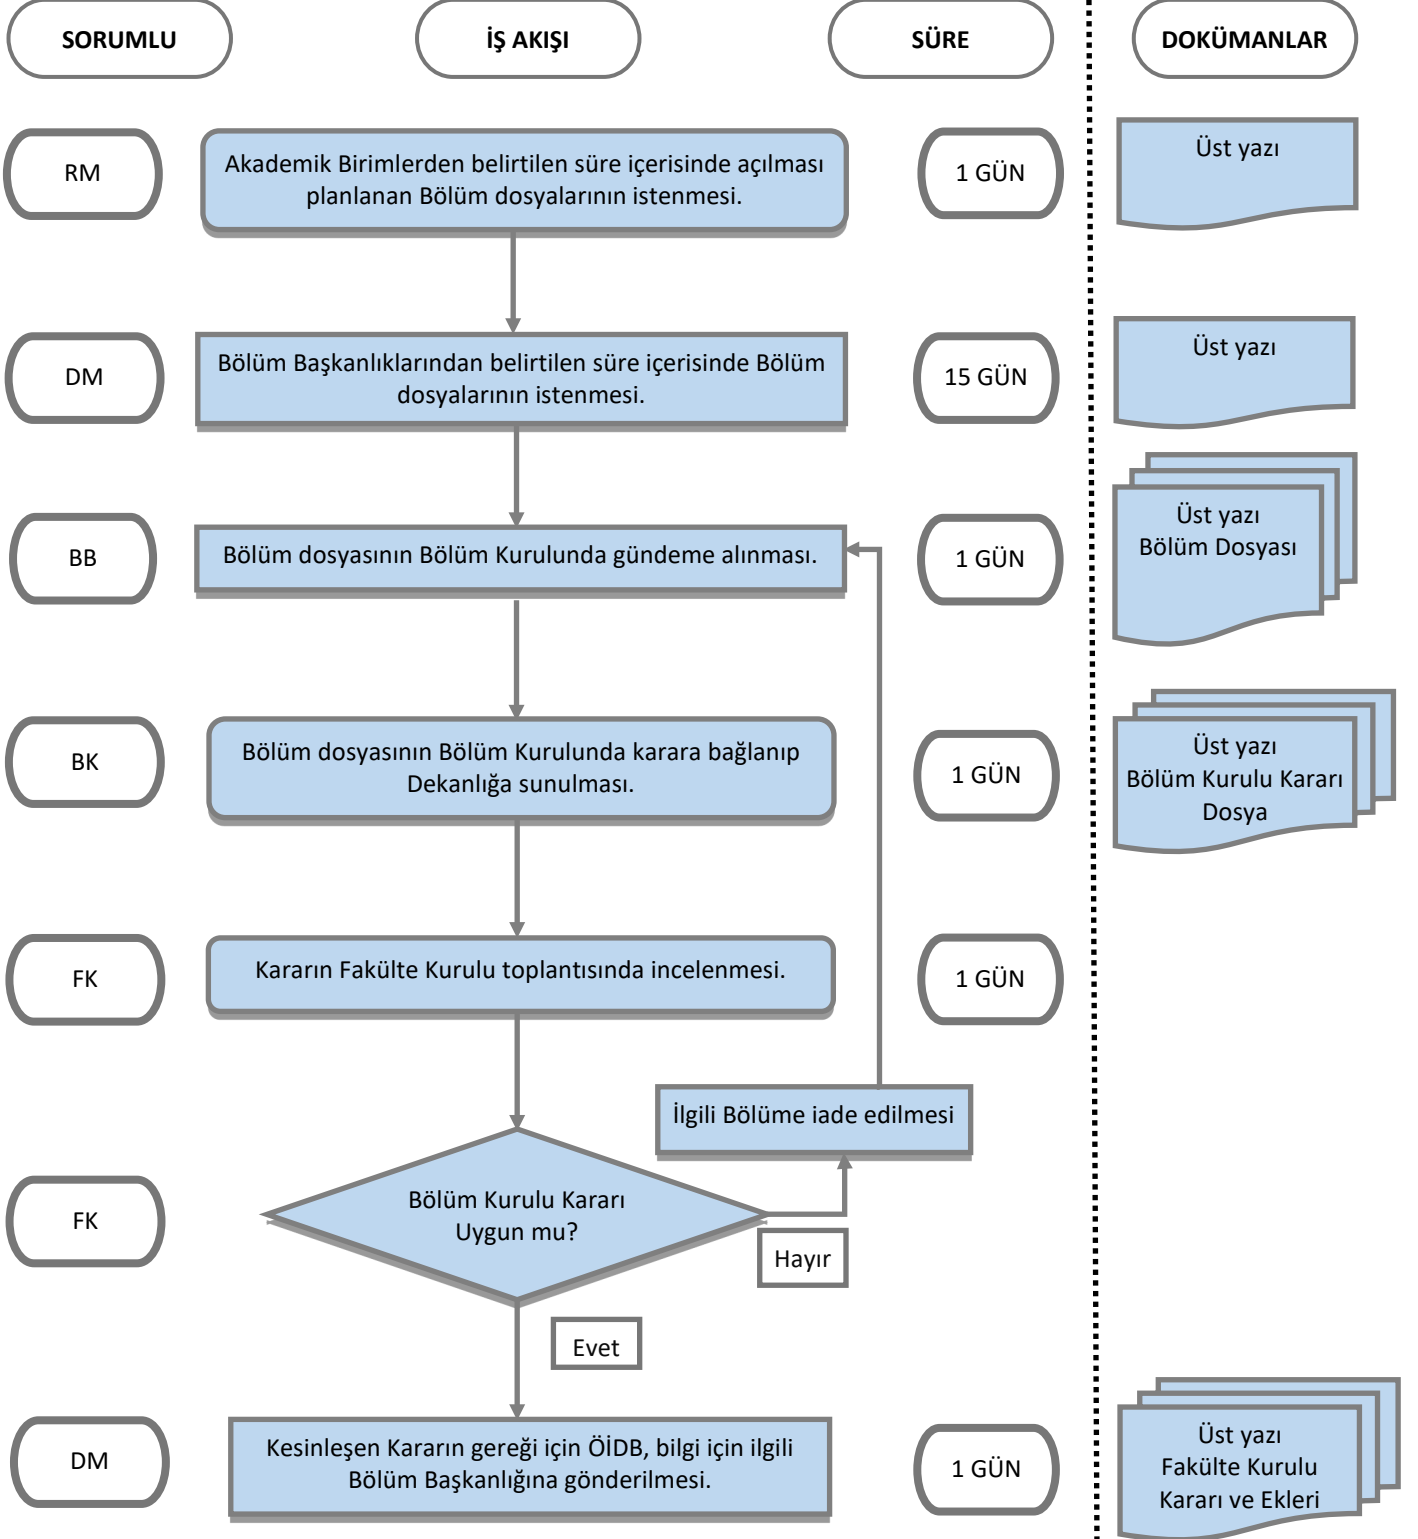 SORUMLU
İŞ AKIŞI
SÜRE
DOKÜMANLAR
RM
Akademik Birimlerden belirtilen süre içerisinde açılması
planlanan Bölüm dosyalarının istenmesi.
1 GÜN
Üst yazı
DM
Bölüm Başkanlıklarından belirtilen süre içerisinde Bölüm
dosyalarının istenmesi.
15 GÜN
Üst yazı
BB
Bölüm dosyasının Bölüm Kurulunda gündeme alınması.
1 GÜN
Üst yazı
Bölüm Dosyası
BK
Bölüm dosyasının Bölüm Kurulunda karara bağlanıp
Dekanlığa sunulması.
1 GÜN
Üst yazı
Bölüm Kurulu Kararı
Dosya
FK
Kararın Fakülte Kurulu toplantısında incelenmesi.
1 GÜN
İlgili Bölüme iade edilmesi
FK
Bölüm Kurulu Kararı
Uygun mu?
Hayır
Evet
DM
Kesinleşen Kararın gereği için ÖİDB, bilgi için ilgili
Bölüm Başkanlığına gönderilmesi.
1 GÜN
Üst yazı
Fakülte Kurulu
Kararı ve Ekleri